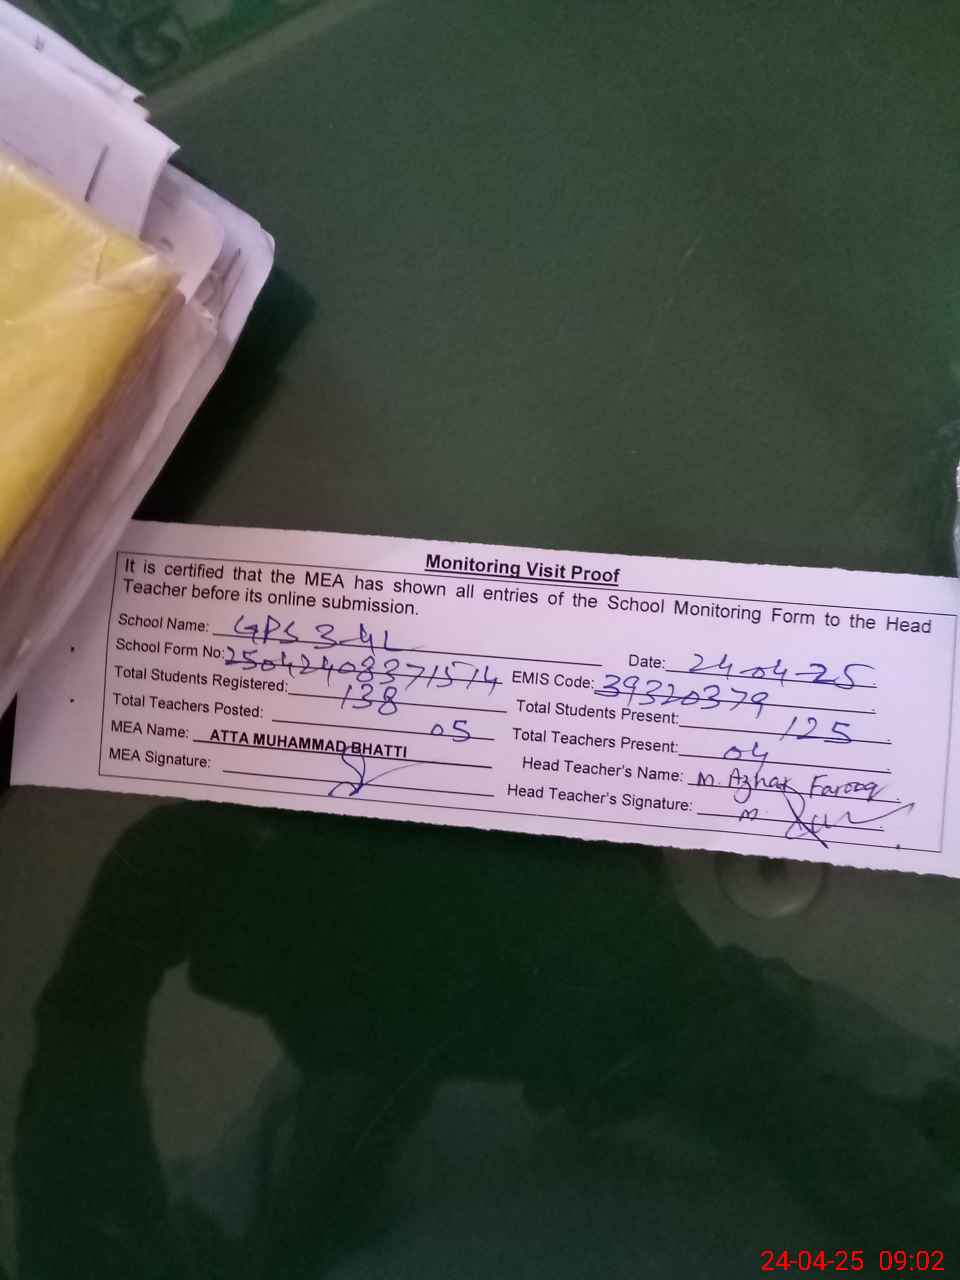 Monitoring Visit Proof
It is certified that the MEA has shown all entries of the School Monitoring Form to the Head
Teacher before its online submission.
School Name: GPS 3-4L Date: 24-04-25
School Form No: 25042408371574 EMIS Code: 39320379
Total Students Registered: 138 Total Students Present: 125
Total Teachers Posted: 05 Total Teachers Present: 04
MEA Name: ATTA MUHAMMAD BHATTI Head Teacher's Name: M. Azhar Farooq
MEA Signature: Head Teacher's Signature: M.
24-04-25 09:02